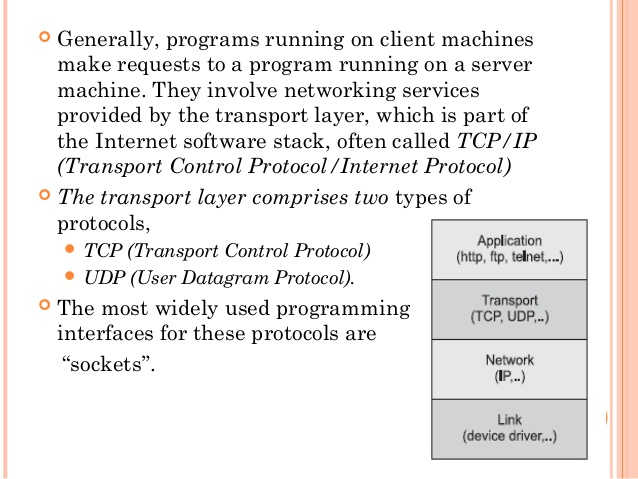 Generally, programs running on client machines
make requests to a program running on a server
machine. They involve networking services
provided by the transport layer, which is part of
the Internet software stack, often called TCP/IP
(Transport Control Protocol/Internet Protocol)
The transport layer comprises two types of
protocols,
TCP (Transport Control Protocol)
UDP (User Datagram Protocol).
The most widely used programming
interfaces for these protocols are
“sockets”.
Application
(http, ftp, telnet,...)
Transport
(TCP, UDP,..)
Network
(IP,..)
Link
(device driver,..)